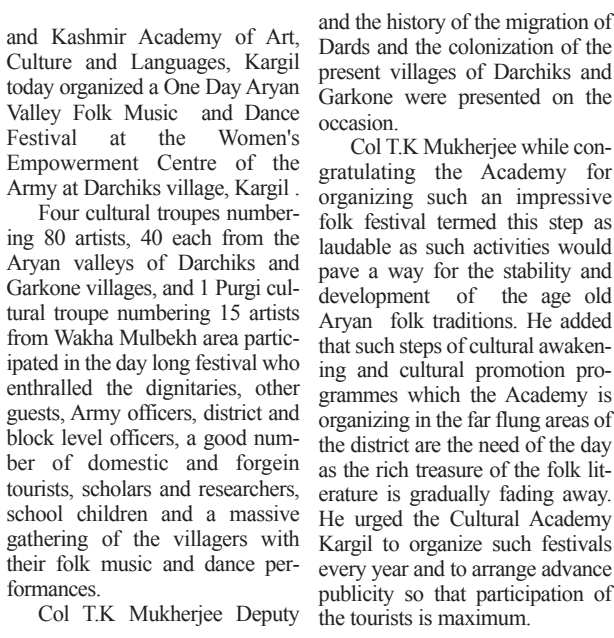 and Kashmir Academy of Art,
Culture and Languages, Kargil
today organized a One Day Aryan
Valley Folk Music and Dance
Festival at the Women's
Empowerment Centre of the
Army at Darchiks village, Kargil .
Four cultural troupes number-
ing 80 artists, 40 each from the
Aryan valleys of Darchiks and
Garkone villages, and 1 Purgi cul-
tural troupe numbering 15 artists
from Wakha Mulbekh area partic-
ipated in the day long festival who
enthralled the dignitaries, other
guests, Army officers, district and
block level officers, a good num-
ber of domestic and forgein
tourists, scholars and researchers,
school children and a massive
gathering of the villagers with
their folk music and dance per-
formances.
Col T.K Mukherjee Deputy
and the history of the migration of
Dards and the colonization of the
present villages of Darchiks and
Garkone were presented on the
occasion.
Col T.K Mukherjee while con-
gratulating the Academy for
organizing such an impressive
folk festival termed this step as
laudable as such activities would
pave a way for the stability and
development of the age old
Aryan folk traditions. He added
that such steps of cultural awaken-
ing and cultural promotion pro-
grammes which the Academy is
organizing in the far flung areas of
the district are the need of the day
as the rich treasure of the folk lit-
erature is gradually fading away.
He urged the Cultural Academy
Kargil to organize such festivals
every year and to arrange advance
publicity so that participation of
the tourists is maximum.